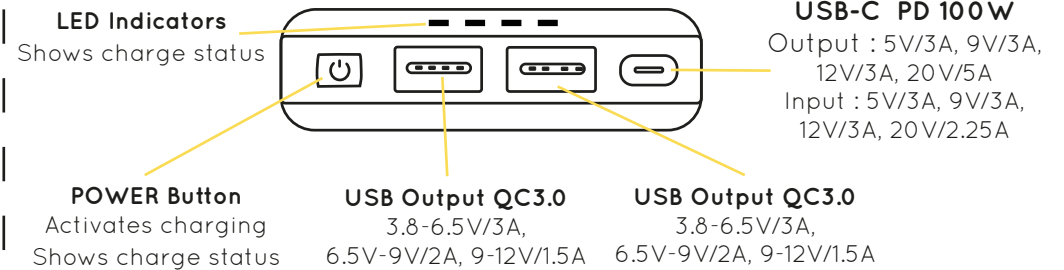 LED Indicators
Shows charge status
USB-C PD 100W
Output : 5V/3A, 9V/3A,
12V/3A, 20V/5A
Input : 5V/3A, 9V/3A,
12V/3A, 20V/2.25A
POWER Button
Activates charging
Shows charge status
USB Output QC3.0
3.8-6.5V/3A,
6.5V-9V/2A, 9-12V/1.5A
USB Output QC3.0
3.8-6.5V/3A,
6.5V-9V/2A, 9-12V/1.5A